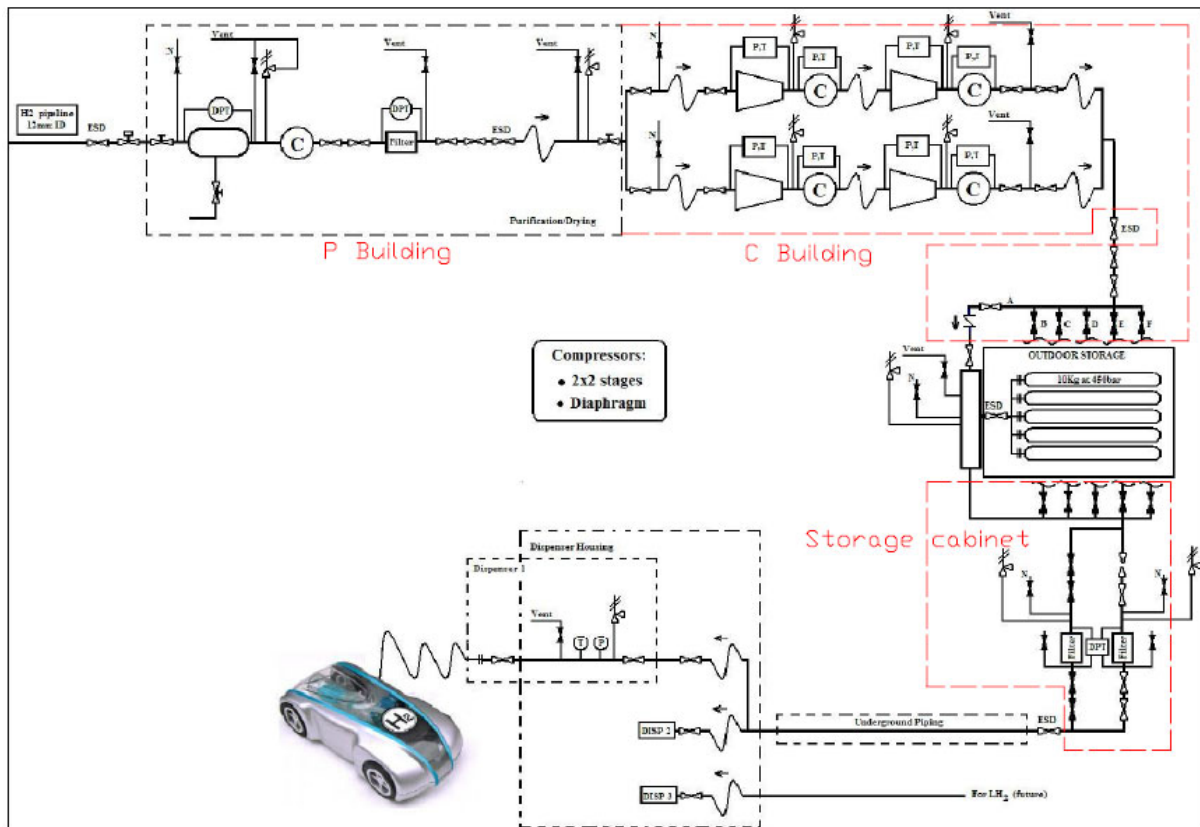 Vent
Vent
Vent
Vent
N
N
P,T
P,T
P,T
P,T
DPT
DPT
C
C
H2 pipeline
12mm ID
ESD
C
Filter
ESD
N
Vent
P,T
P,T
P,T
P,T
C
C
Purification/Drying
P Building
C Building
ESD
A
B
C
D
E
F
Compressors:
• 2x2 stages
• Diaphragm
Vent
N
OUTDOOR STORAGE
10Kg at 450bar
ESD
Storage cabinet
Dispenser Housing
Dispenser 1
Vent
T
P
N
N
Filter
DPT
Filter
H2
DISP 2
Underground Piping
ESD
DISP 3
For LH₂ (future)